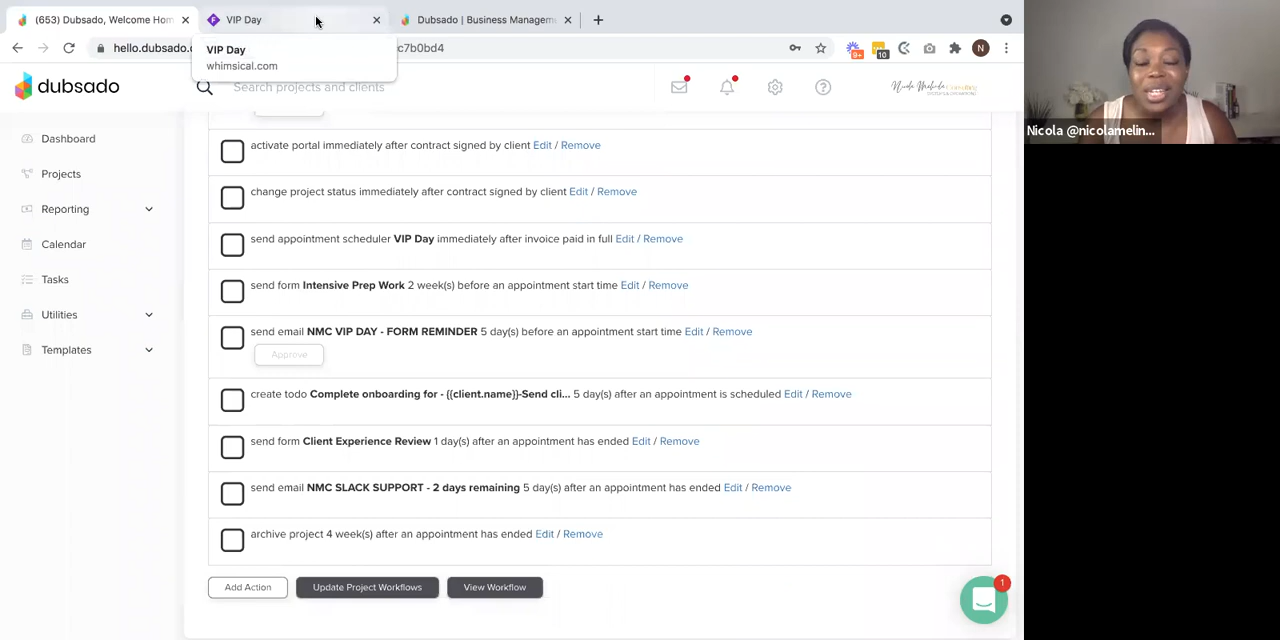 (653) Dubsado, Welcome Hom
VIP Day
Dubsado | Business Managem
hello.dubsado.c
c7b0bd4
9+
10
N
VIP Day
whimsical.com
dubsado
Search projects and clients
Nicola @nicolamelin...
Dashboard
Projects
Reporting
Calendar
Tasks
Utilities
Templates
activate portal immediately after contract signed by client Edit / Remove
change project status immediately after contract signed by client Edit / Remove
send appointment scheduler VIP Day immediately after invoice paid in full Edit / Remove
send form Intensive Prep Work 2 week(s) before an appointment start time Edit / Remove
send email NMC VIP DAY - FORM REMINDER 5 day(s) before an appointment start time Edit / Remove
Approve
create todo Complete onboarding for - {{client.name}}-Send cli... 5 day(s) after an appointment is scheduled Edit / Remove
send form Client Experience Review 1 day(s) after an appointment has ended Edit / Remove
send email NMC SLACK SUPPORT - 2 days remaining 5 day(s) after an appointment has ended Edit / Remove
archive project 4 week(s) after an appointment has ended Edit / Remove
Add Action
Update Project Workflows
View Workflow
1